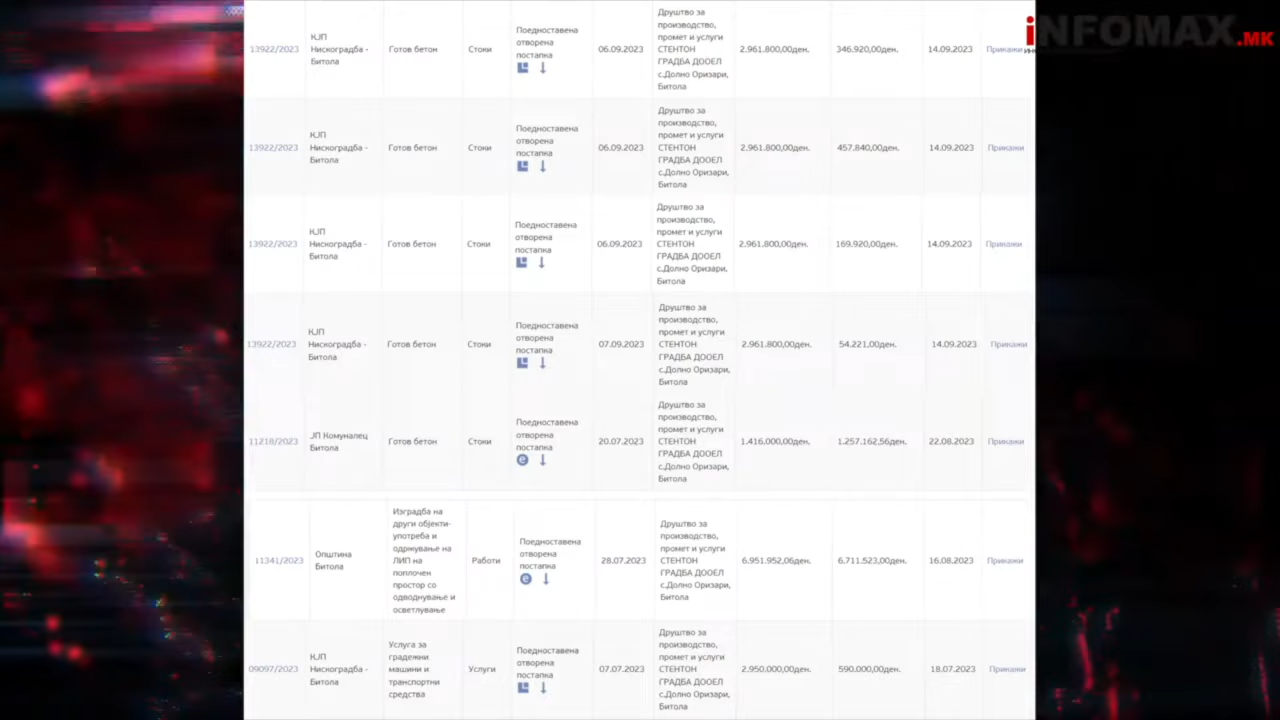 iNFOMAX.МК
13922/2023
КЈП
Нискоградба -
Битола
Готов бетон
Стоки
Поедноставена
отворена
постапка
06.09.2023
Друштво за
производство,
промет и услуги
СТЕНТОН
ГРАДБА ДООЕЛ
с.Долно Оризари,
Битола
2.961.800,00ден.
346.920,00ден.
14.09.2023
Прикажи
13922/2023
КЈП
Нискоградба -
Битола
Готов бетон
Стоки
Поедноставена
отворена
постапка
06.09.2023
Друштво за
производство,
промет и услуги
СТЕНТОН
ГРАДБА ДООЕЛ
с.Долно Оризари,
Битола
2.961.800,00ден.
457.840,00ден.
14.09.2023
Прикажи
13922/2023
КЈП
Нискоградба -
Битола
Готов бетон
Стоки
Поедноставена
отворена
постапка
06.09.2023
Друштво за
производство,
промет и услуги
СТЕНТОН
ГРАДБА ДООЕЛ
с.Долно Оризари,
Битола
2.961.800,00ден.
169.920,00ден.
14.09.2023
Прикажи
13922/2023
КЈП
Нискоградба -
Битола
Готов бетон
Стоки
Поедноставена
отворена
постапка
07.09.2023
Друштво за
производство,
промет и услуги
СТЕНТОН
ГРАДБА ДООЕЛ
с.Долно Оризари,
Битола
2.961.800,00ден.
54.221,00ден.
14.09.2023
Прикажи
11218/2023
ЈП Комуналец
Битола
Готов бетон
Стоки
Поедноставена
отворена
постапка
20.07.2023
Друштво за
производство,
промет и услуги
СТЕНТОН
ГРАДБА ДООЕЛ
с.Долно Оризари,
Битола
1.416.000,00ден.
1.257.162,56ден.
22.08.2023
Прикажи
11341/2023
Општина
Битола
Изградба на
други објекти-
употреба и
одржување на
ЛИП на
поплочен
простор со
одводнување и
осветлување
Работи
Поедноставена
отворена
постапка
28.07.2023
Друштво за
производство,
промет и услуги
СТЕНТОН
ГРАДБА ДООЕЛ
с.Долно Оризари,
Битола
6.951.952,06ден.
6.711.523,00ден.
16.08.2023
Прикажи
09097/2023
КЈП
Нискоградба -
Битола
Услуга за
градежни
машини и
транспортни
средства
Услуги
Поедноставена
отворена
постапка
07.07.2023
Друштво за
производство,
промет и услуги
СТЕНТОН
ГРАДБА ДООЕЛ
с.Долно Оризари,
Битола
2.950.000,00ден.
590.000,00ден.
18.07.2023
Прикажи